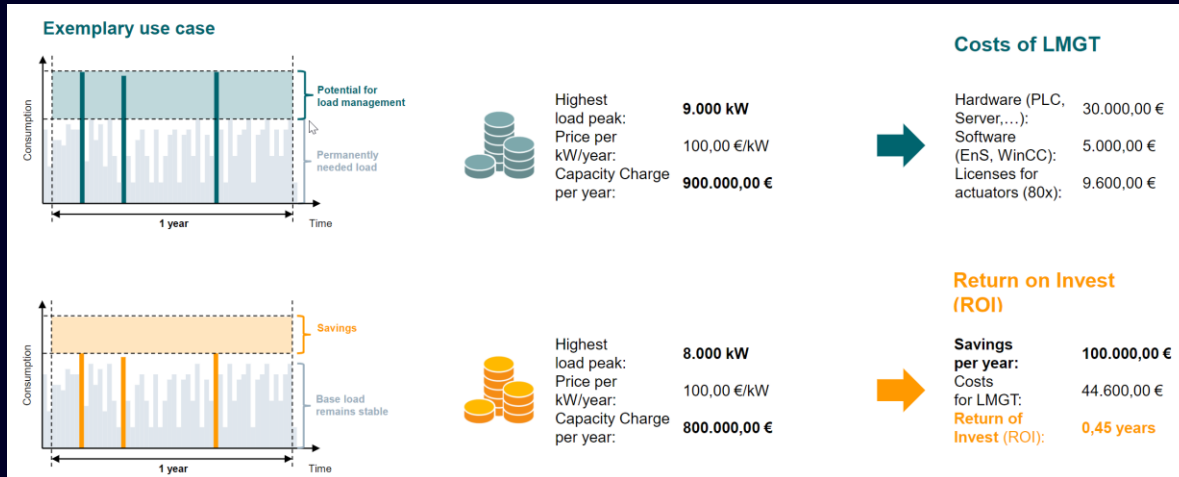 Exemplary use case
Consumption
Potential for
load management
Permanently
needed load
1 year
Time
Highest
load peak:
9.000 kW
Price per
kW/year:
100,00 €/kW
Capacity Charge
per year:
900.000,00 €
Costs of LMGT
Hardware (PLC,
Server,…):
30.000,00 €
Software
(EnS, WinCC):
5.000,00 €
Licenses for
actuators (80x):
9.600,00 €
Consumption
Savings
Base load
remains stable
1 year
Time
Highest
load peak:
8.000 kW
Price per
kW/year:
100,00 €/kW
Capacity Charge
per year:
800.000,00 €
Return on Invest
(ROI)
Savings
per year:
100.000,00 €
Costs
for LMGT:
44.600,00 €
Return of
Invest (ROI):
0,45 years